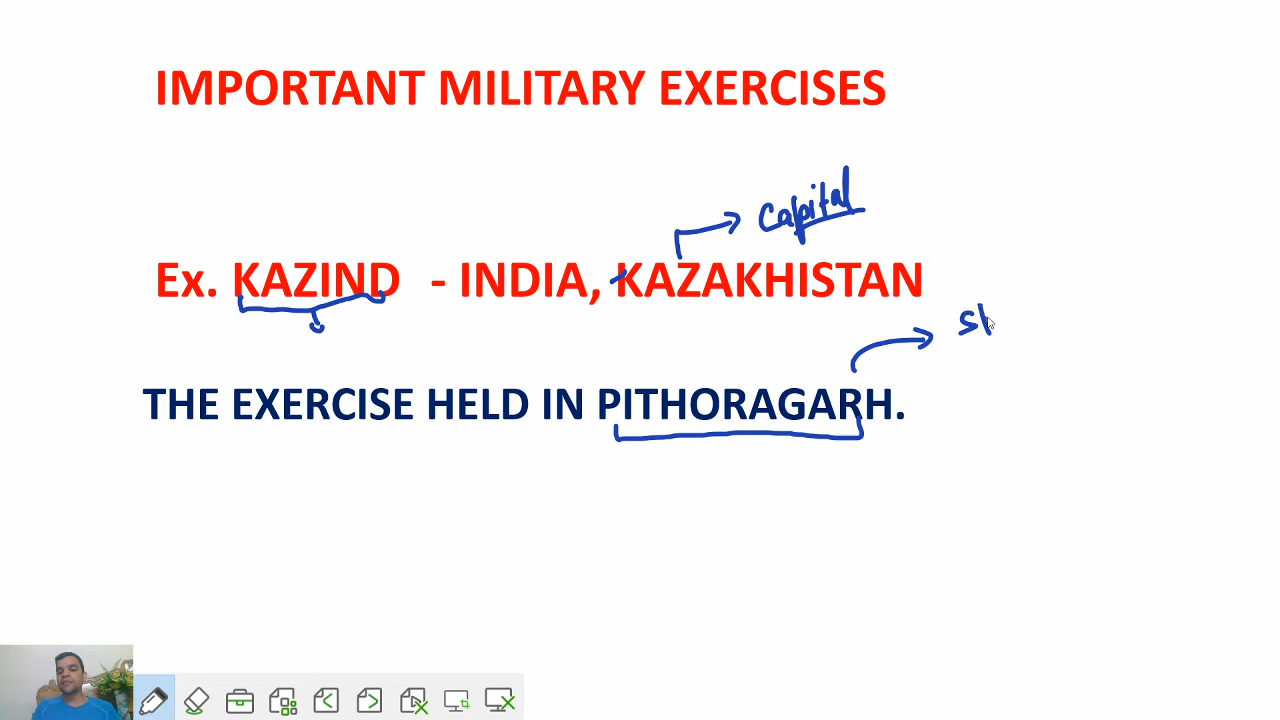 IMPORTANT MILITARY EXERCISES
capital
Ex. KAZIND - INDIA, KAZAKHISTAN
THE EXERCISE HELD IN PITHORAGARH.